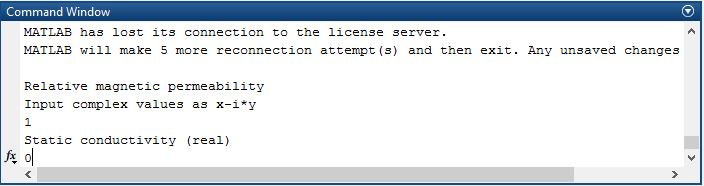 Command Window
MATLAB has lost its connection to the license server.
MATLAB will make 5 more reconnection attempt(s) and then exit. Any unsaved changes
Relative magnetic permeability
Input complex values as x-i*y
1
Static conductivity (real)
fx 0